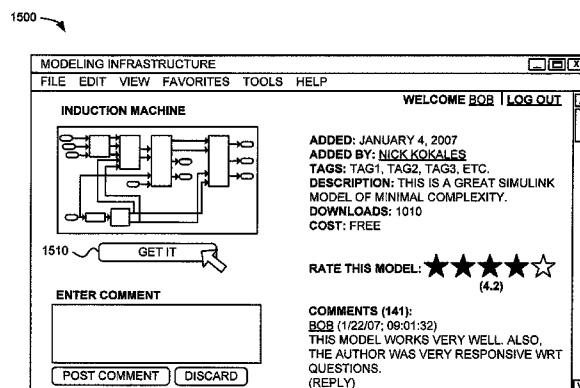 1500
MODELING INFRASTRUCTURE
FILE EDIT VIEW FAVORITES TOOLS HELP
WELCOME BOB | LOG OUT
INDUCTION MACHINE
1510
GET IT
ENTER COMMENT
POST COMMENT
DISCARD
ADDED: JANUARY 4, 2007
ADDED BY: NICK KOKALES
TAGS: TAG1, TAG2, TAG3, ETC.
DESCRIPTION: THIS IS A GREAT SIMULINK
MODEL OF MINIMAL COMPLEXITY.
DOWNLOADS: 1010
COST: FREE
RATE THIS MODEL:
(4.2)
COMMENTS (141):
BOB (1/22/07; 09:01:32)
THIS MODEL WORKS VERY WELL. ALSO,
THE AUTHOR WAS VERY RESPONSIVE WRT
QUESTIONS.
(REPLY)